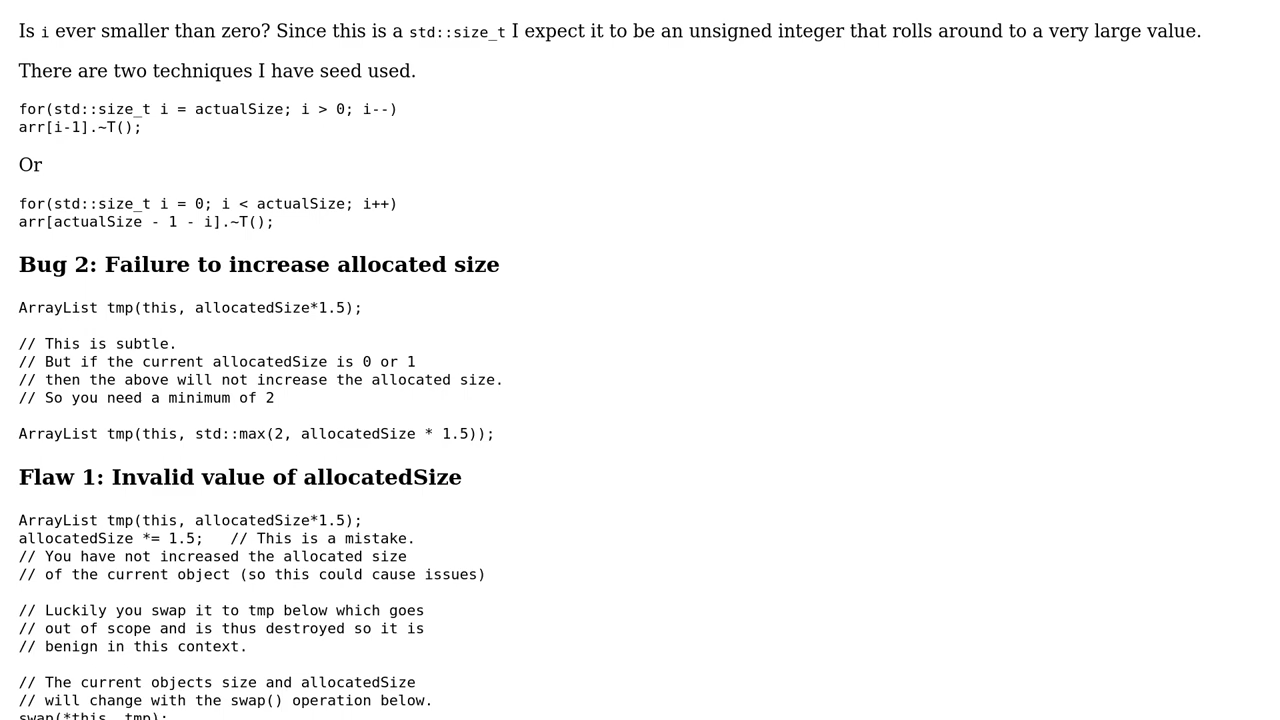 Is i ever smaller than zero? Since this is a std::size_t I expect it to be an unsigned integer that rolls around to a very large value.
There are two techniques I have seed used.
for(std::size_t i = actualSize; i > 0; i--)
arr[i-1].~T();
Or
for(std::size_t i = 0; i < actualSize; i++)
arr[actualSize - 1 - i].~T();
Bug 2: Failure to increase allocated size
ArrayList tmp(this, allocatedSize*1.5);
// This is subtle.
// But if the current allocatedSize is 0 or 1
// then the above will not increase the allocated size.
// So you need a minimum of 2
ArrayList tmp(this, std::max(2, allocatedSize * 1.5));
Flaw 1: Invalid value of allocatedSize
ArrayList tmp(this, allocatedSize*1.5);
allocatedSize *= 1.5;   // This is a mistake.
// You have not increased the allocated size
// of the current object (so this could cause issues)
// Luckily you swap it to tmp below which goes
// out of scope and is thus destroyed so it is
// benign in this context.
// The current objects size and allocatedSize
// will change with the swap() operation below.
swap(*this, tmp);